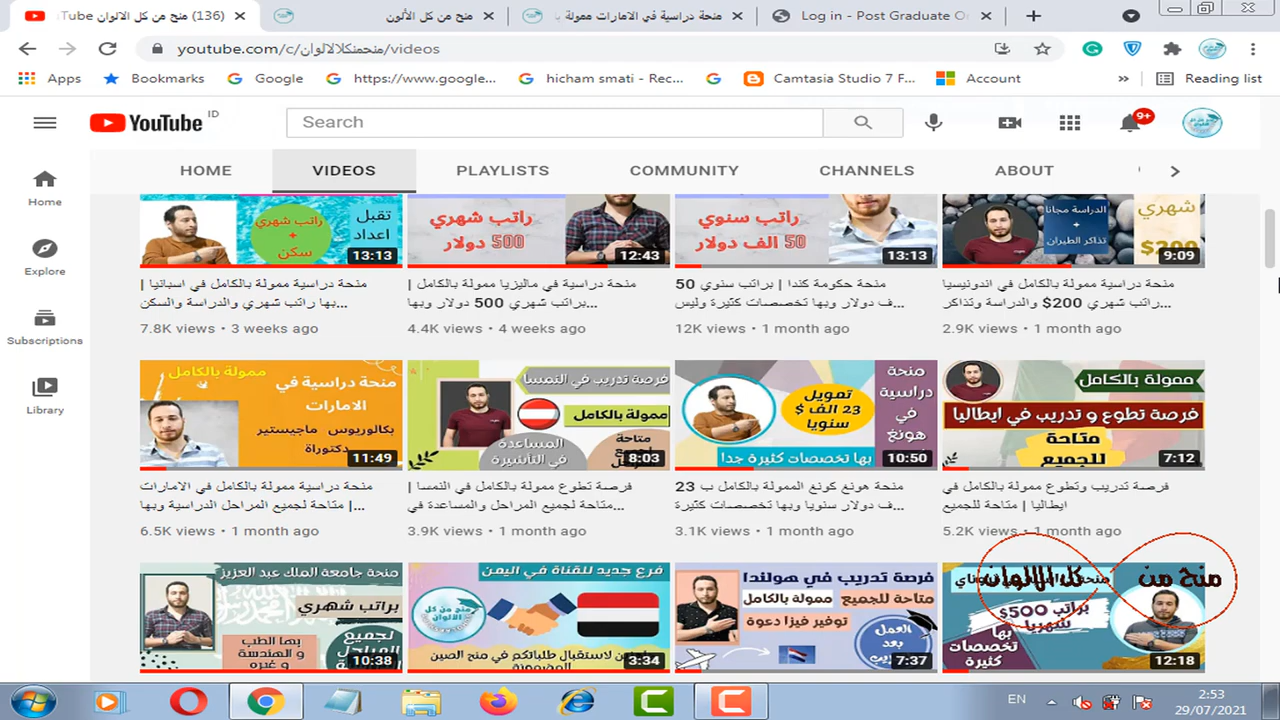 (136) منح من كل الالوان - YouTube
منح من كل الألون
منحة دراسية في الامارات ممولة ب
Log in - Post Graduate O
youtube.com/c/منحمنكلالالوان/videos
Apps
Bookmarks
Google
https://www.google...
hicham smati - Rec...
Camtasia Studio 7 F...
Account
»
Reading list
YouTube ID
Search
9+
HOME
VIDEOS
PLAYLISTS
COMMUNITY
CHANNELS
ABOUT
Home
Explore
Subscriptions
Library
تقبل
اعداد
راتب شهري
+
سكن
13:13
راتب شهري
500 دولار
12:43
راتب سنوي
50 الف دولار
13:13
الدراسة مجانا
+
تذاكر الطيران
شهري
$200
9:09
منحة دراسية ممولة بالكامل في اسبانيا |
بها راتب شهري والدراسة والسكن...
7.8K views • 3 weeks ago
منحة دراسية في ماليزيا ممولة بالكامل |
براتب شهري 500 دولار وبها...
4.4K views • 4 weeks ago
منحة حكومة كندا | براتب سنوي 50
ف دولار وبها تخصصات كثيرة وليس...
12K views • 1 month ago
منحة دراسية ممولة بالكامل في اندونيسيا
براتب شهري 200$ والدراسة وتذاكر...
2.9K views • 1 month ago
ممولة بالكامل
منحة دراسية في
الامارات
بكالوريوس ماجيستير
دكتوراة
11:49
فرصة تدريب في النمسا
ممولة بالكامل
المساعدة
في التأشيرة
متاحة
8:03
منحة
دراسية
في
هونغ
تمويل
23 الف $
سنويا
بها تخصصات كثيرة جدا
10:50
ممولة بالكامل
فرصة تطوع و تدريب في ايطاليا
متاحة
للجميع
7:12
منحة دراسية ممولة بالكامل في الامارات
| متاحة لجميع المراحل الدراسية وبها...
6.5K views • 1 month ago
فرصة تطوع ممولة بالكامل في النمسا |
متاحة لجميع المراحل والمساعدة في...
3.9K views • 1 month ago
منحة هونغ كونغ الممولة بالكامل ب 23
ف دولار سنويا وبها تخصصات كثيرة...
3.1K views • 1 month ago
فرصة تدريب وتطوع ممولة بالكامل في
ايطاليا | متاحة للجميع
5.2K views • 1 month ago
منحة جامعة الملك عبد العزيز
براتب شهري
بها الطب
و الهندسة
و غيره
لجميع
المراحل
10:38
فرع جديد للقناة في اليمن
منح من كل
الألوان
لاستقبال طلباتكم في منح الصين
3:34
فرصة تدريب في هولندا
ممولة بالكامل متاحة للجميع
توفير فيزا دعوة
العمل
بعد
7:37
منح من كل الالوان
براتب 500$
شهريا
بها
تخصصات
كثيرة
12:18
EN
2:53
29/07/2021